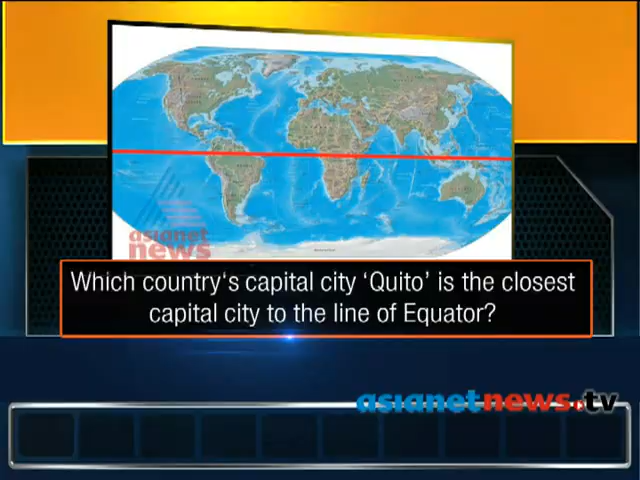 asianet
news
Which country's capital city ‘Quito’ is the closest
capital city to the line of Equator?
asianetnews.tv